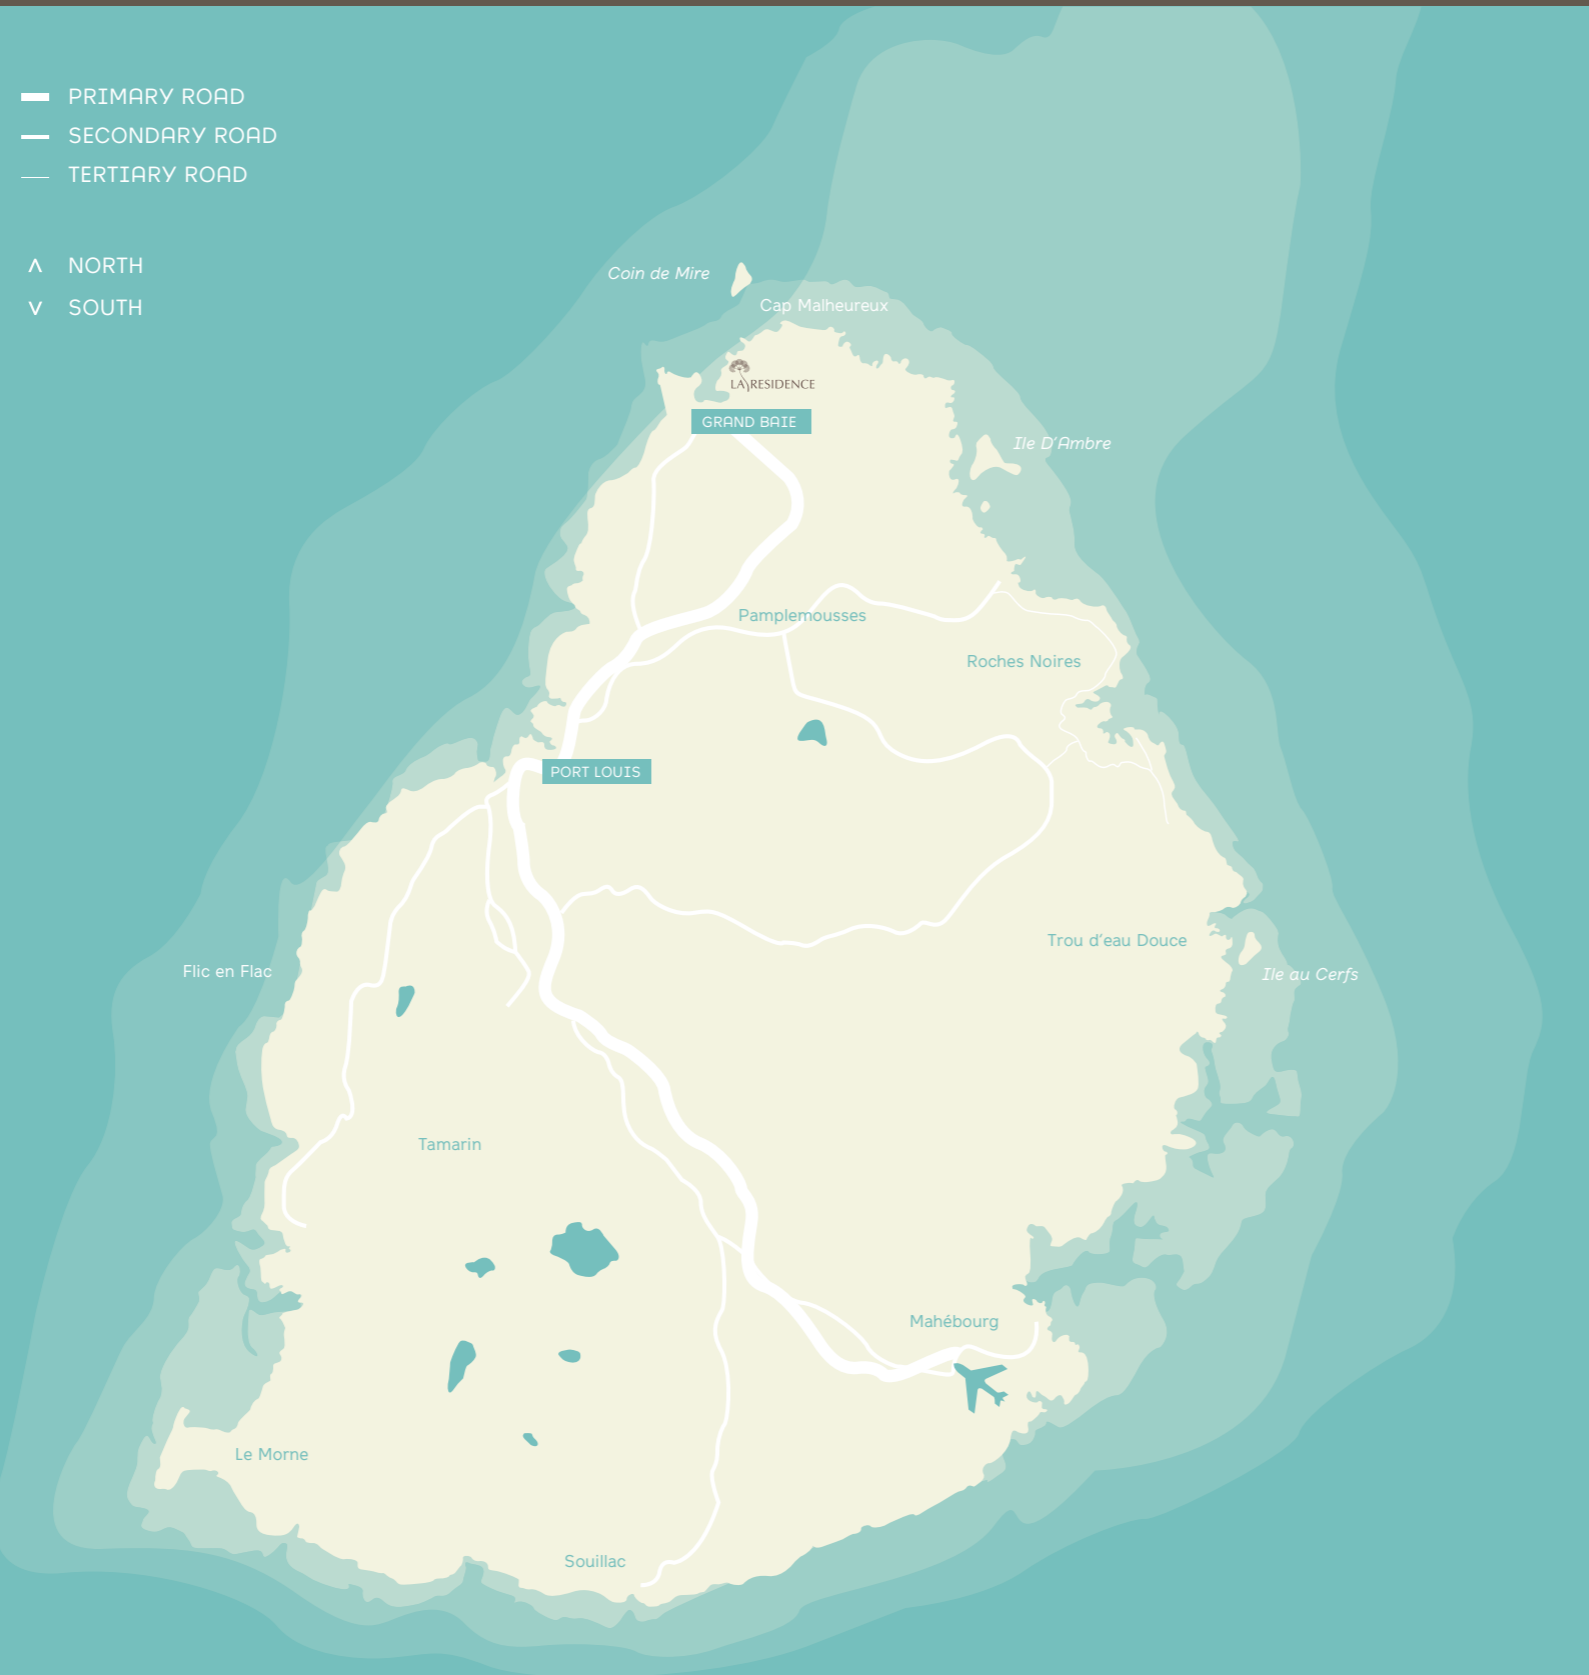 PRIMARY ROAD
SECONDARY ROAD
TERTIARY ROAD
NORTH
SOUTH
Coin de Mire
Cap Malheureux
LA RESIDENCE
GRAND BAIE
Ile D'Ambre
Pamplemousses
Roches Noires
PORT LOUIS
Trou d'eau Douce
Flic en Flac
Ile au Cerfs
Tamarin
Mahébourg
Le Morne
Souillac